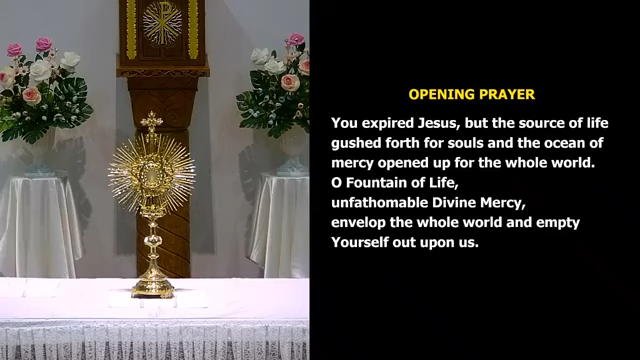 OPENING PRAYER
You expired Jesus, but the source of life
gushed forth for souls and the ocean of
mercy opened up for the whole world.
O Fountain of Life,
unfathomable Divine Mercy,
envelop the whole world and empty
Yourself out upon us.